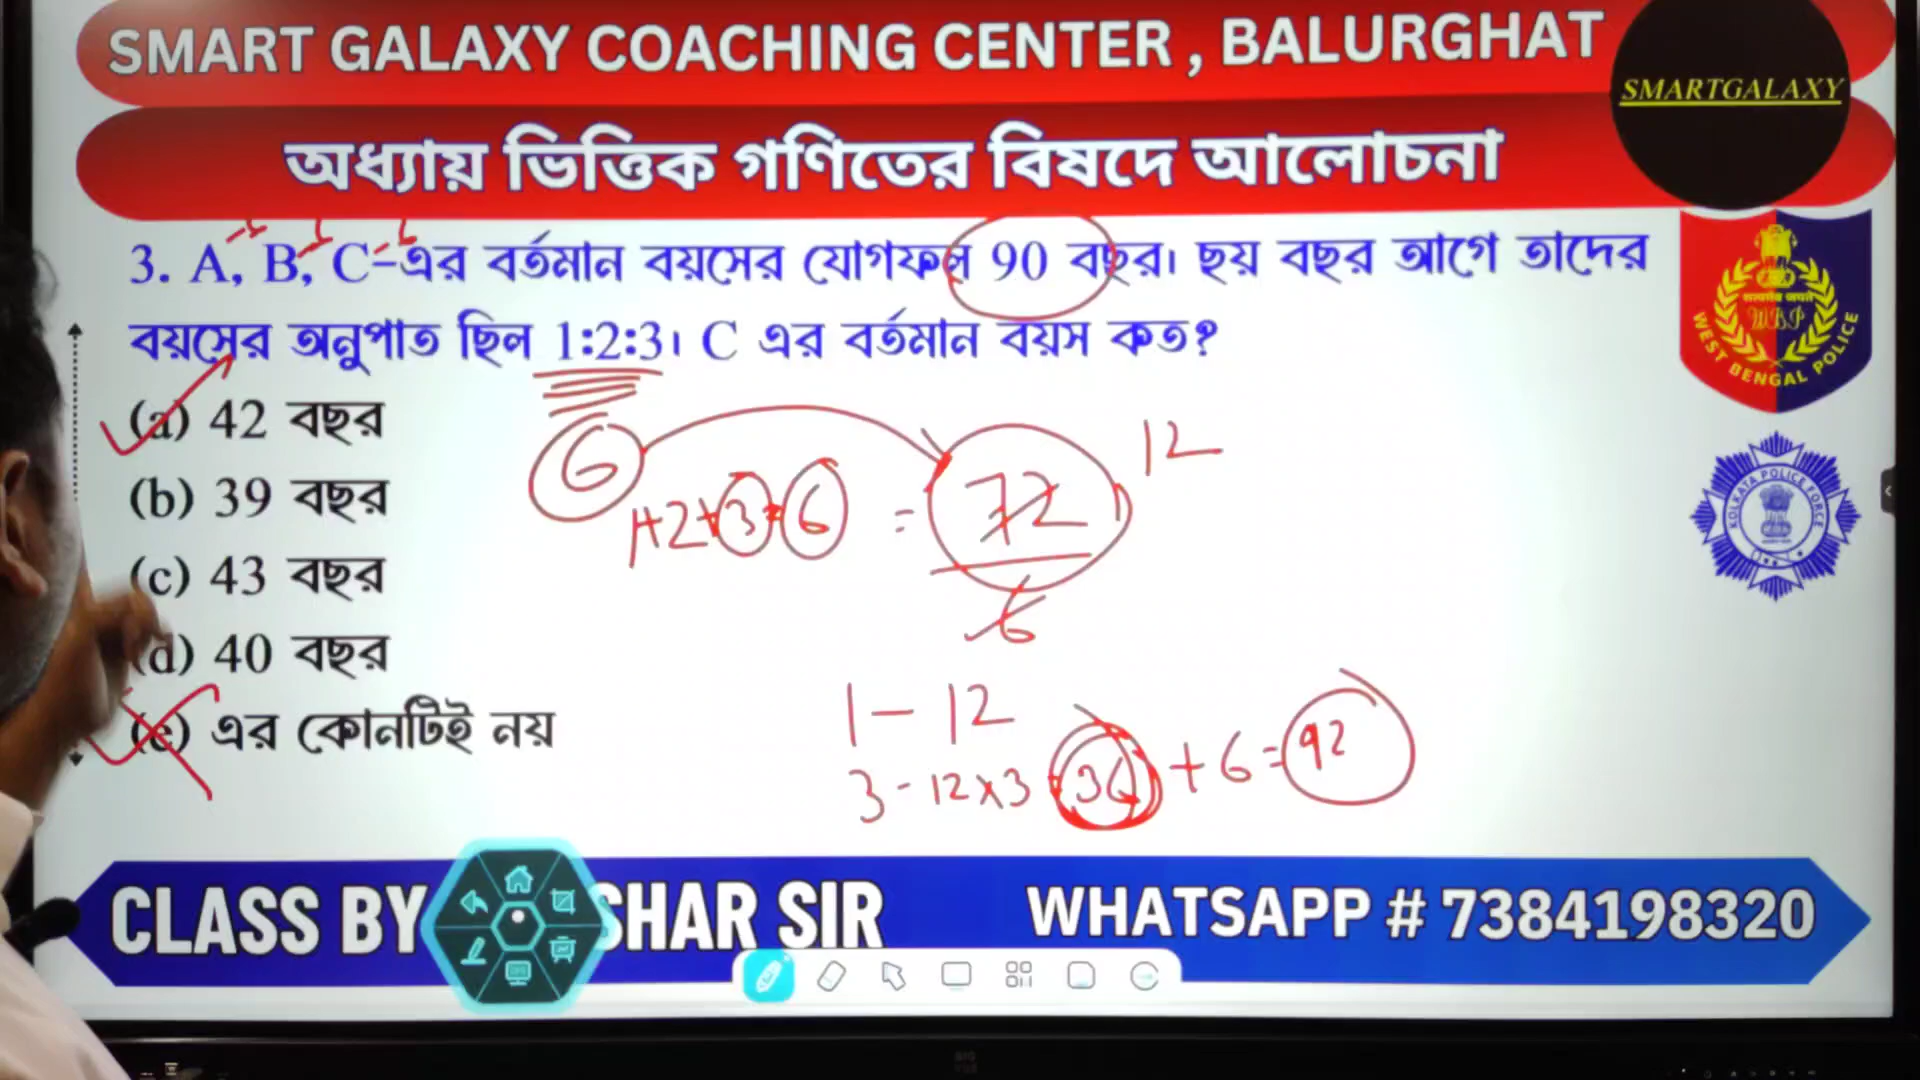 SMART GALAXY COACHING CENTER , BALURGHAT
SMARTGALAXY
অধ্যায় ভিত্তিক গণিতের বিষদে আলোচনা
3. A, B, C-এর বর্তমান বয়সের যোগফল 90 বছর। ছয় বছর আগে তাদের
বয়সের অনুপাত ছিল 1:2:3। C এর বর্তমান বয়স কত?
(a) 42 বছর
(b) 39 বছর
(c) 43 বছর
(d) 40 বছর
(e) এর কোনটিই নয়
6
1+2+3=6 = 72 12
6
1 - 12
3 - 12x3 36 + 6 = 42
WEST BENGAL POLICE
KOLKATA POLICE FORCE
CLASS BY SHAR SIR
WHATSAPP # 7384198320